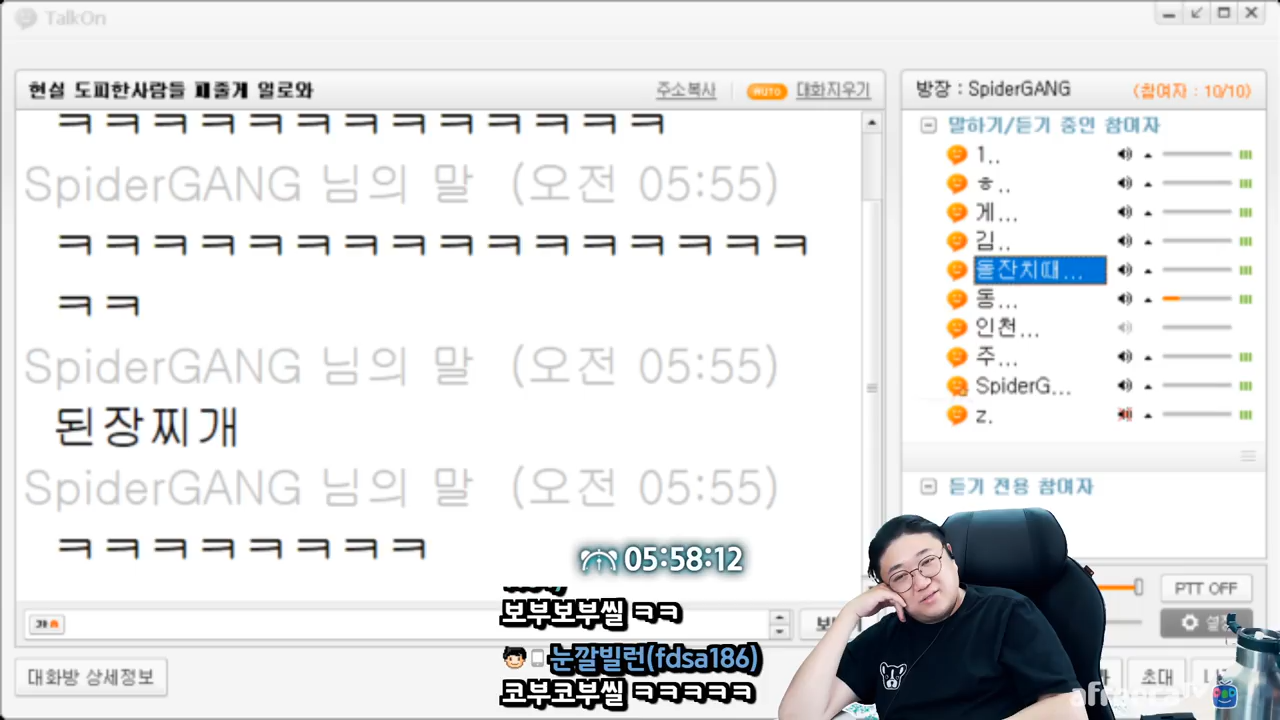 TalkOn
현실 도피한사람들 패줄게 얼로와
주소복사
AUTO
대화지우기
ㅋㅋㅋㅋㅋㅋㅋㅋㅋㅋㅋㅋㅋ
SpiderGANG 님의 말 (오전 05:55)
ㅋㅋㅋㅋㅋㅋㅋㅋㅋㅋㅋㅋㅋㅋㅋㅋ
ㅋㅋ
SpiderGANG 님의 말 (오전 05:55)
된장찌개
SpiderGANG 님의 말 (오전 05:55)
ㅋㅋㅋㅋㅋㅋㅋㅋ
가
대화방 상세정보
방장 : SpiderGANG
(참여자 : 10/10)
말하기/듣기 중인 참여자
1..
ㅎ..
게...
김..
돌잔치때...
동...
인천...
주...
SpiderG...
z.
듣기 전용 참여자
PTT OFF
초대
05:58:12
보부보부씰 ㅋㅋ
눈깔빌런(fdsa186)
코부코부씰 ㅋㅋㅋㅋㅋ